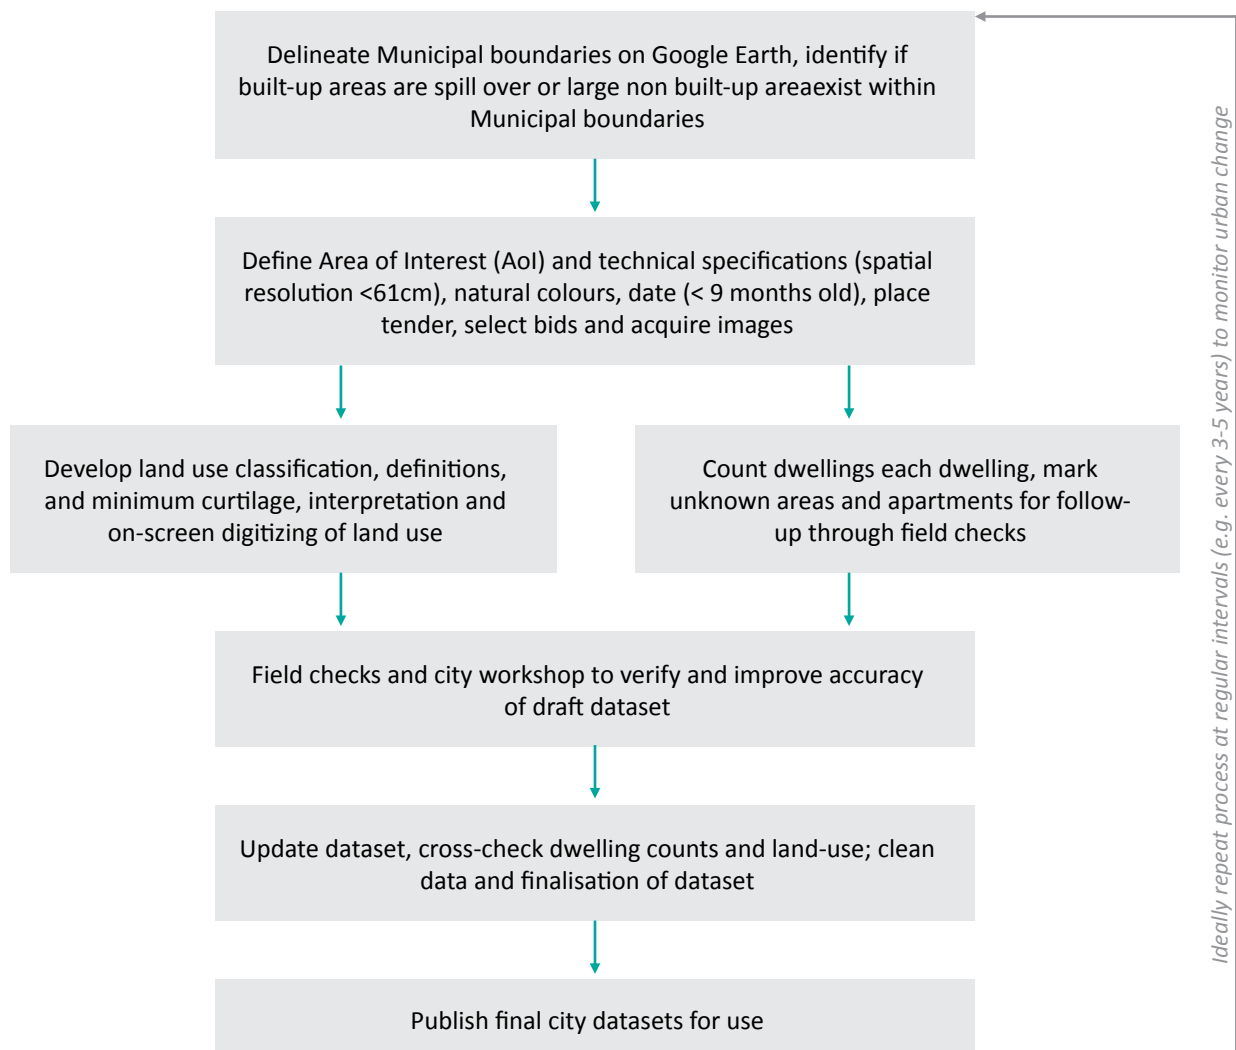 Delineate Municipal boundaries on Google Earth, identify if
built-up areas are spill over or large non built-up areaexist within
Municipal boundaries
Define Area of Interest (AoI) and technical specifications (spatial
resolution <61cm), natural colours, date (< 9 months old), place
tender, select bids and acquire images
Develop land use classification, definitions,
and minimum curtilage, interpretation and
on-screen digitizing of land use
Count dwellings each dwelling, mark
unknown areas and apartments for follow-
up through field checks
Field checks and city workshop to verify and improve accuracy
of draft dataset
Update dataset, cross-check dwelling counts and land-use; clean
data and finalisation of dataset
Publish final city datasets for use
Ideally repeat process at regular intervals (e.g. every 3-5 years) to monitor urban change